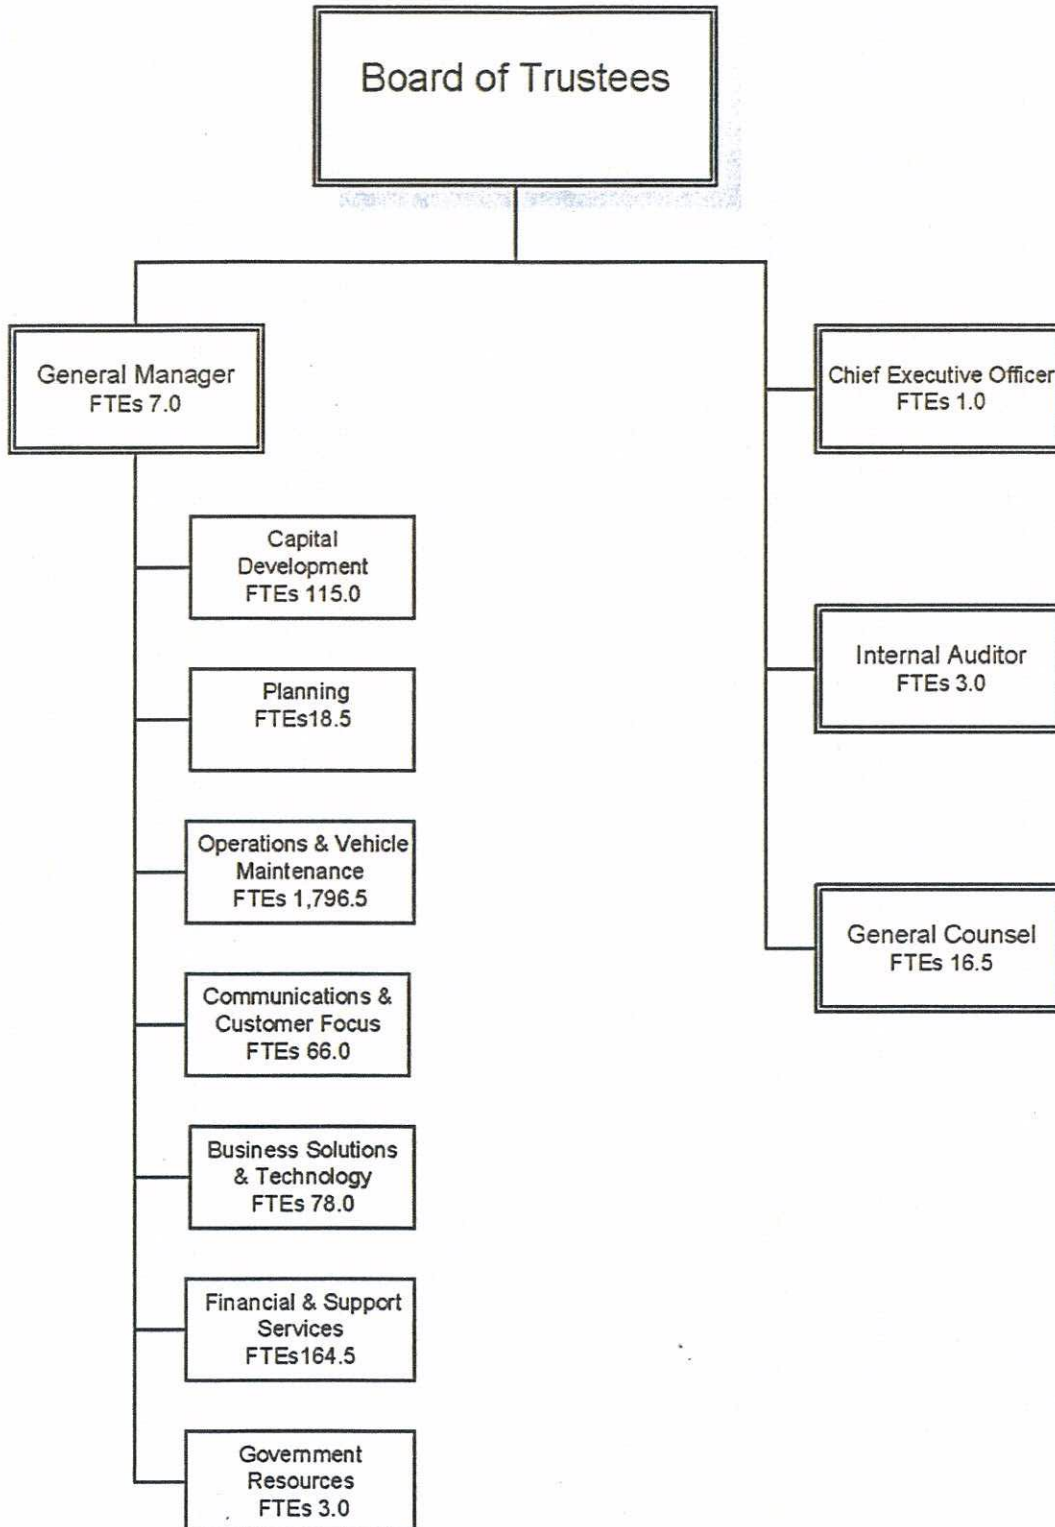 Board of Trustees
General Manager
FTEs 7.0
Chief Executive Officer
FTEs 1.0
Capital
Development
FTEs 115.0
Planning
FTEs18.5
Internal Auditor
FTEs 3.0
Operations & Vehicle
Maintenance
FTEs 1,796.5
General Counsel
FTEs 16.5
Communications &
Customer Focus
FTEs 66.0
Business Solutions
& Technology
FTEs 78.0
Financial & Support
Services
FTEs164.5
Government
Resources
FTEs 3.0